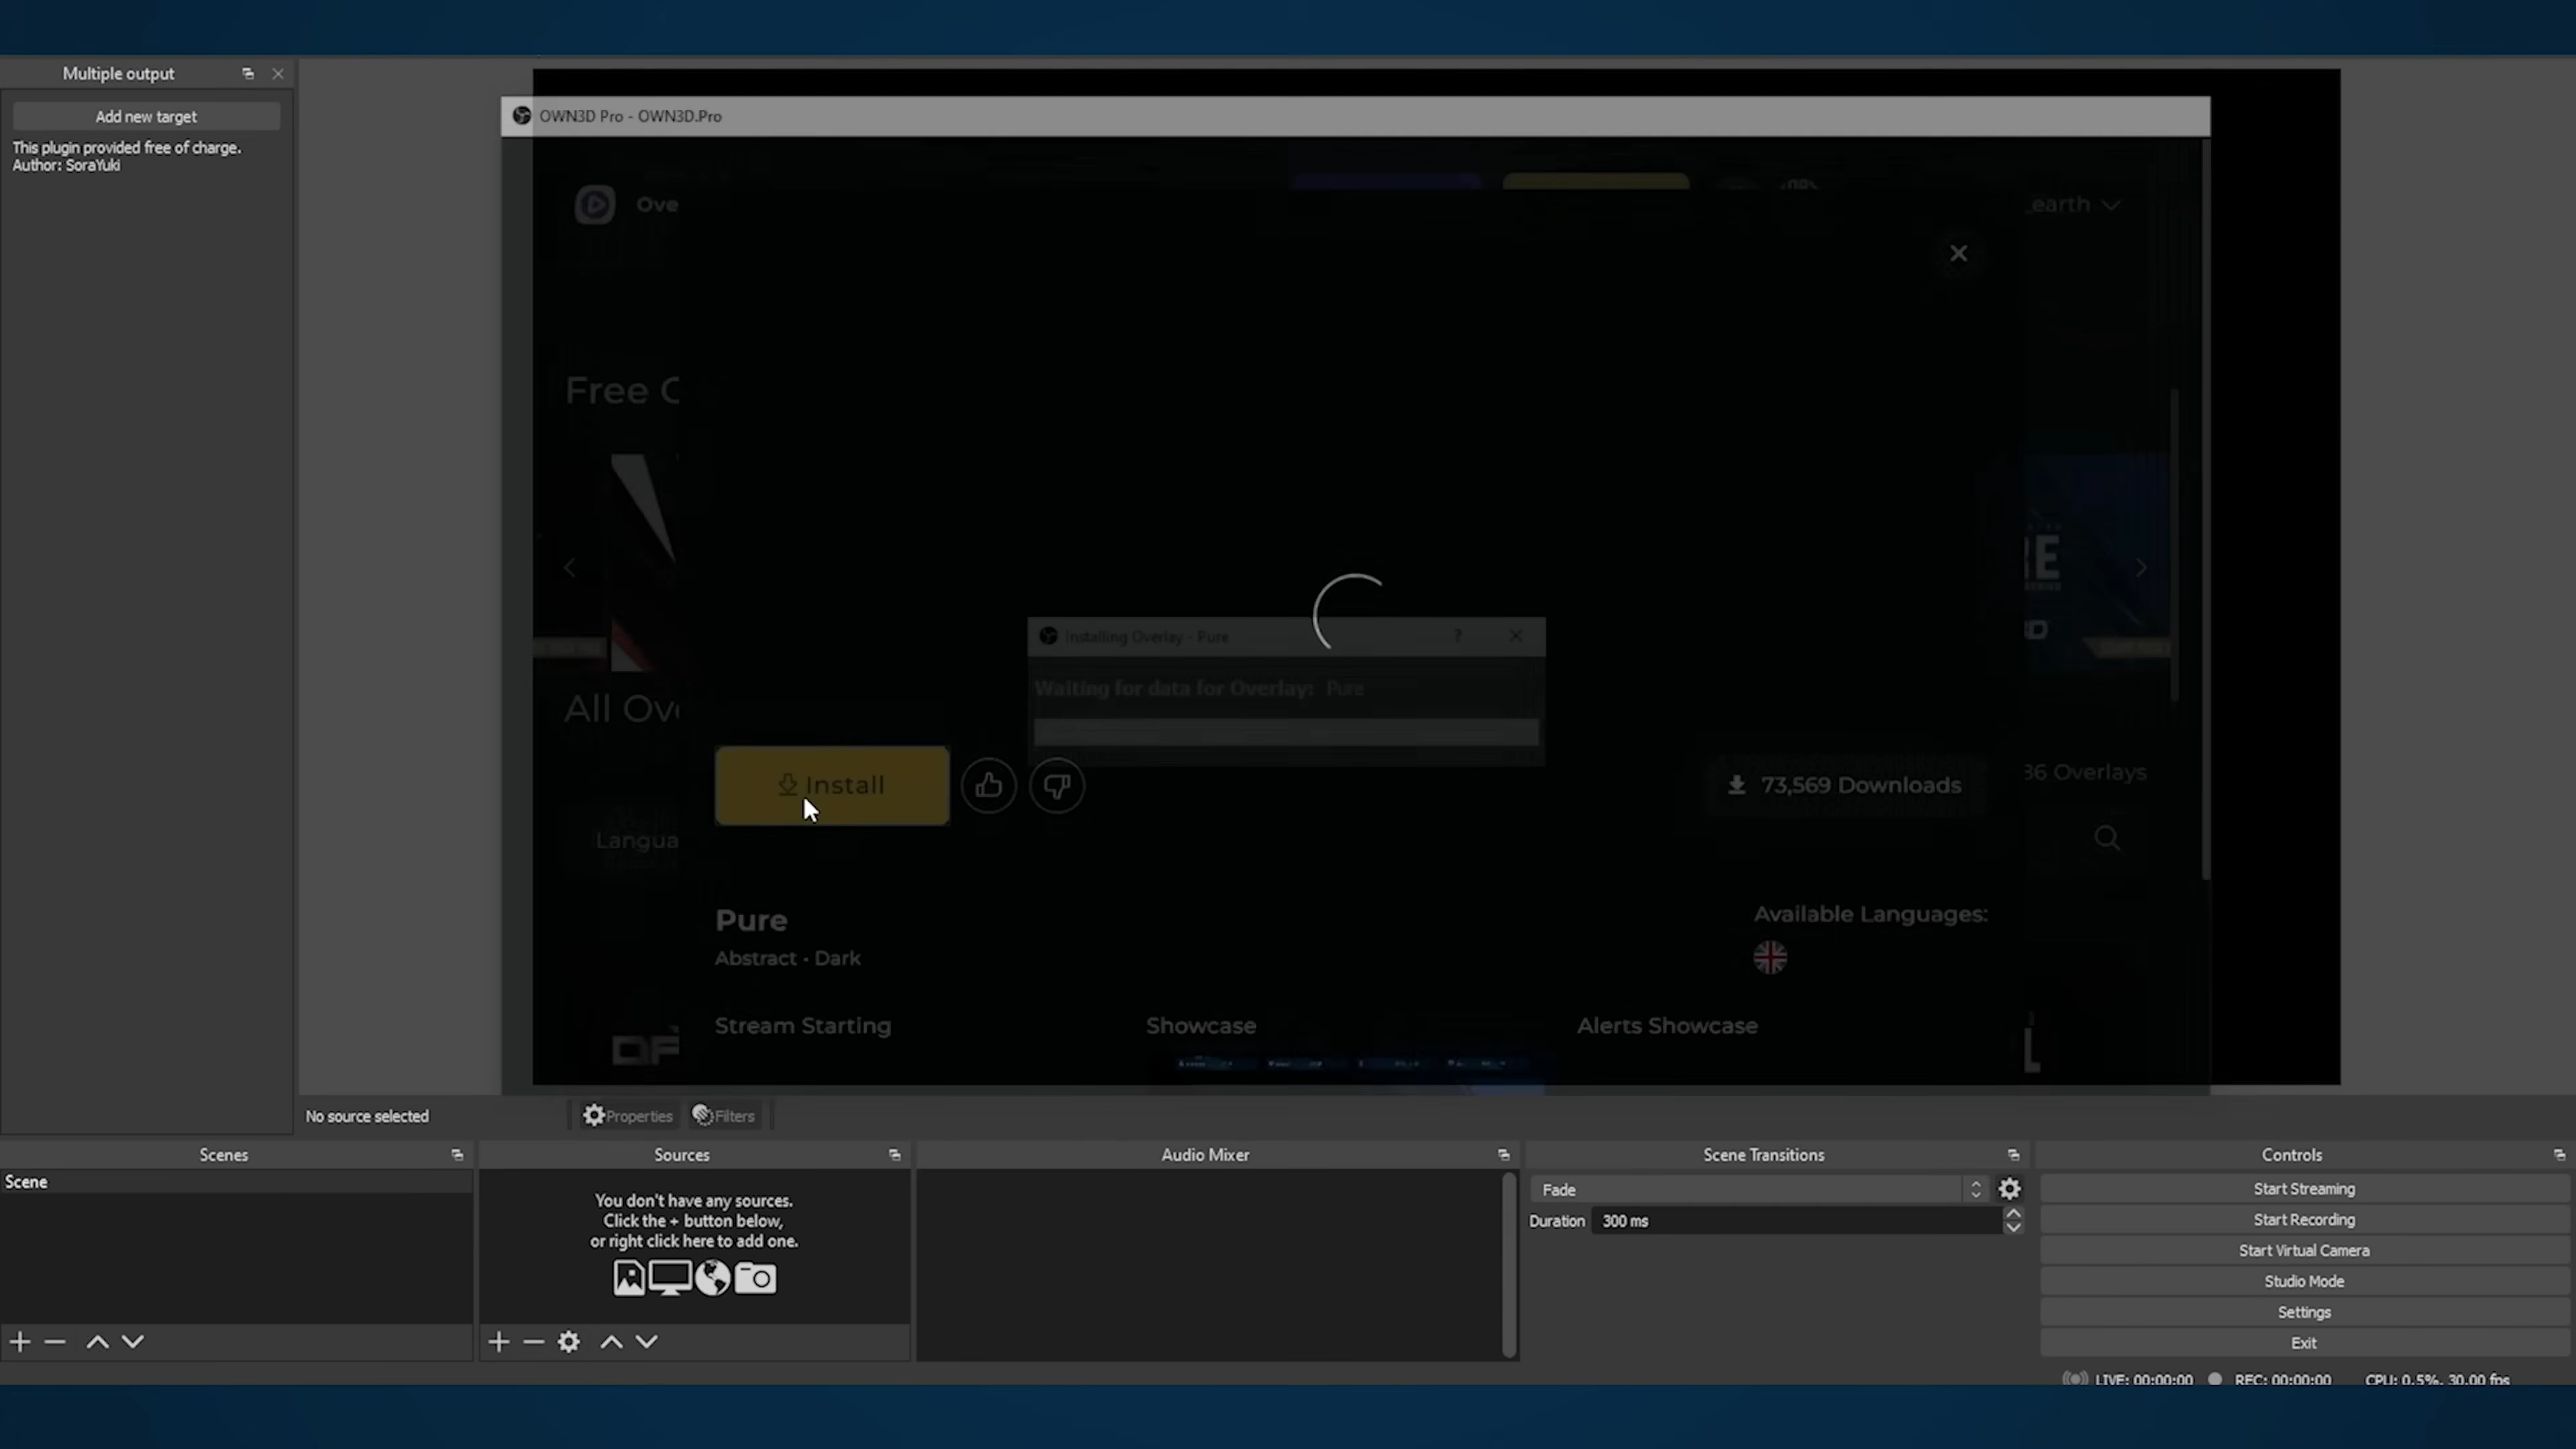 Multiple output
Add new target
This plugin provided free of charge.
Author: SoraYuki
OWN3D Pro - OWN3D.Pro
Ove
_earth
Free
Installing Overlay - Pure
?
Waiting for data for Overlay: Pure
All Ov
Install
73,569 Downloads
36 Overlays
Langua
Pure
Abstract • Dark
Available Languages:
Stream Starting
Showcase
Alerts Showcase
No source selected
Properties
Filters
Scenes
Sources
Audio Mixer
Scene Transitions
Controls
Scene
You don't have any sources.
Click the + button below,
or right click here to add one.
Fade
Duration
300 ms
Start Streaming
Start Recording
Start Virtual Camera
Studio Mode
Settings
Exit
LIVE: 00:00:00
REC: 00:00:00
CPU: 0.5%, 30.00 fps